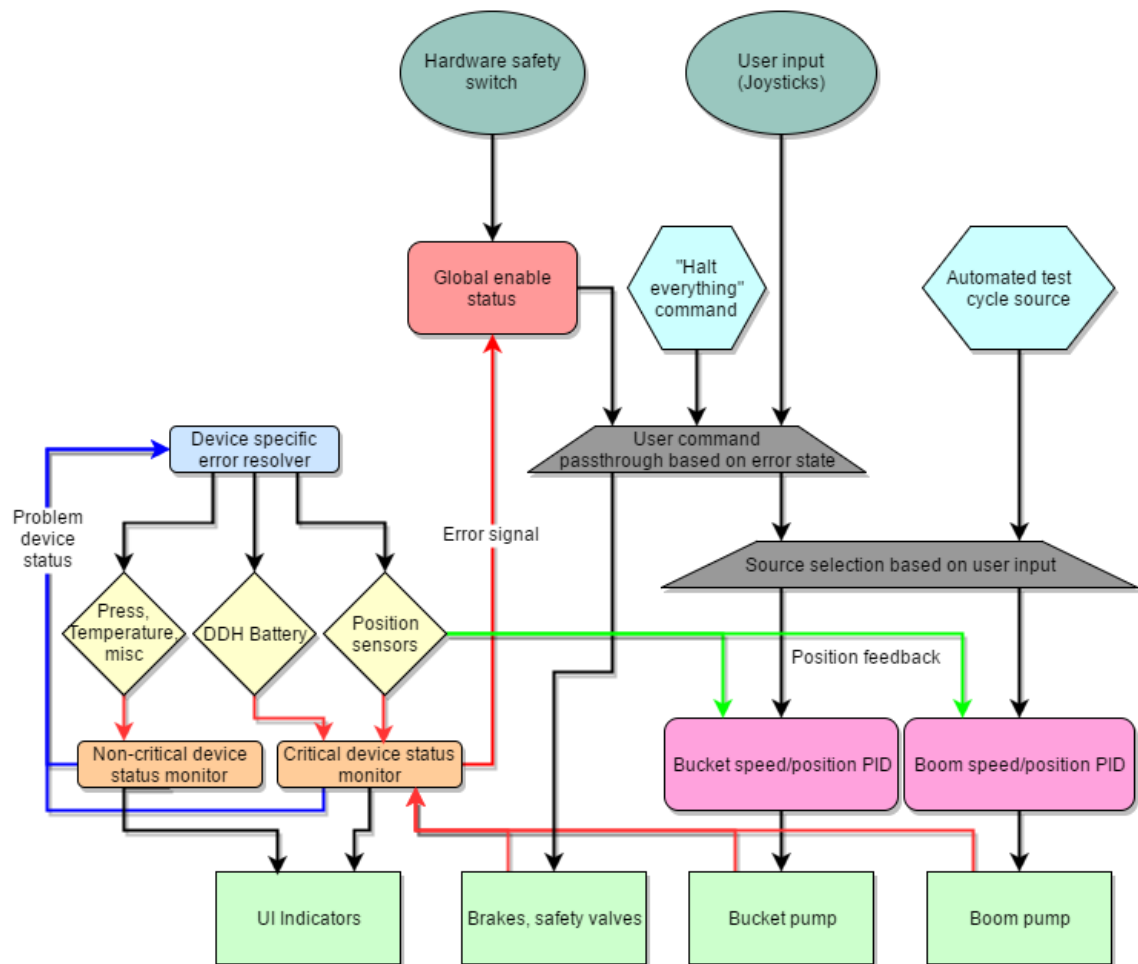 Hardware safety
switch
User input
(Joysticks)
Global enable
status
"Halt
everything"
command
Automated test
cycle source
Device specific
error resolver
User command
passthrough based on error state
Problem
device
status
Error signal
Source selection based on user input
Press,
Temperature,
misc
DDH Battery
Position
sensors
Position feedback
Non-critical device
status monitor
Critical device status
monitor
Bucket speed/position PID
Boom speed/position PID
UI Indicators
Brakes, safety valves
Bucket pump
Boom pump